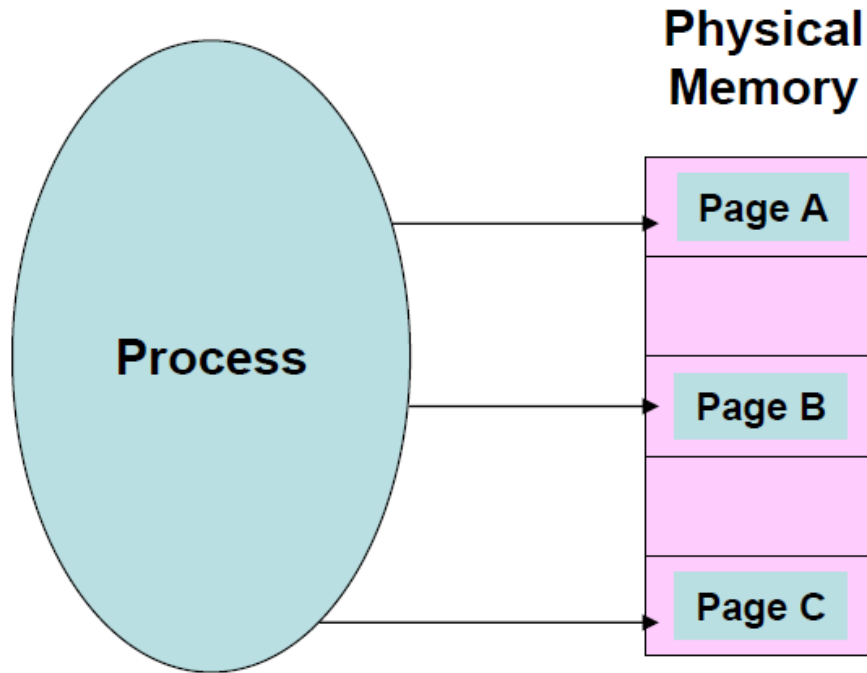 Physical
Memory
Page A
Process
Page B
Page C